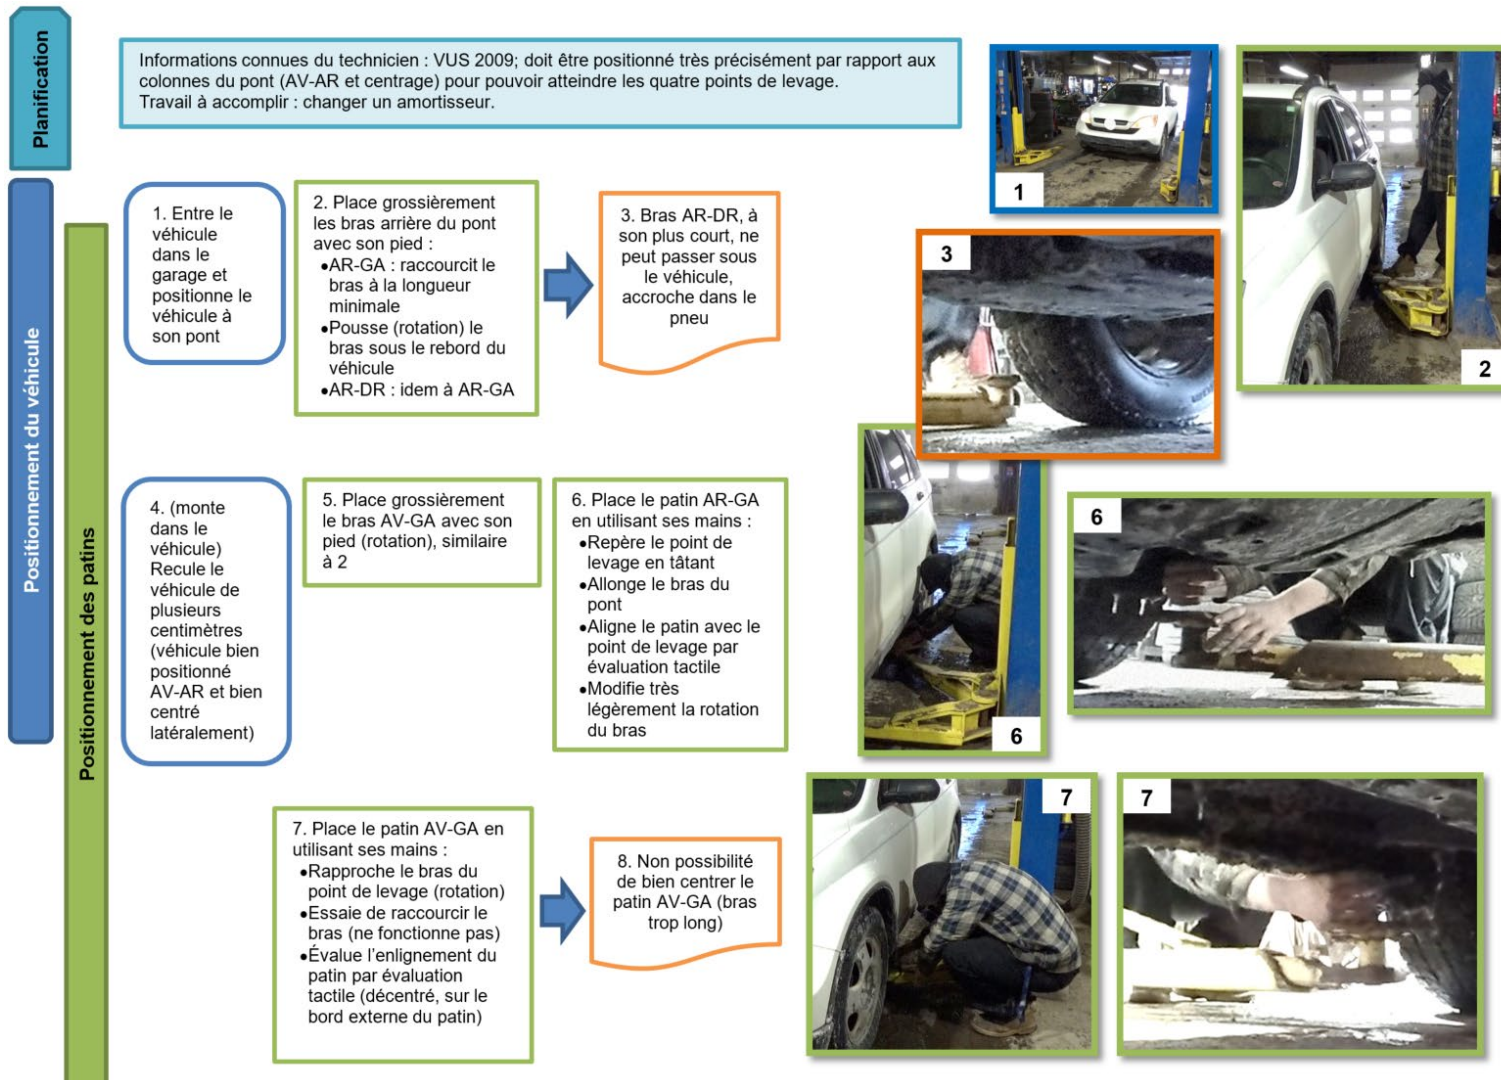 Planification
Informations connues du technicien : VUS 2009; doit être positionné très précisément par rapport aux
colonnes du pont (AV-AR et centrage) pour pouvoir atteindre les quatre points de levage.
Travail à accomplir : changer un amortisseur.
Positionnement du véhicule
Positionnement des patins
1. Entre le
véhicule
dans le
garage et
positionne le
véhicule à
son pont
2. Place grossièrement
les bras arrière du pont
avec son pied :
•AR-GA : raccourcit le
bras à la longueur
minimale
•Pousse (rotation) le
bras sous le rebord du
véhicule
•AR-DR : idem à AR-GA
3. Bras AR-DR, à
son plus court, ne
peut passer sous
le véhicule,
accroche dans le
pneu
1
2
3
4. (monte
dans le
véhicule)
Recule le
véhicule de
plusieurs
centimètres
(véhicule bien
positionné
AV-AR et bien
centré
latéralement)
5. Place grossièrement
le bras AV-GA avec son
pied (rotation), similaire
à 2
6. Place le patin AR-GA
en utilisant ses mains :
•Repère le point de
levage en tâtant
•Allonge le bras du
pont
•Aligne le patin avec le
point de levage par
évaluation tactile
•Modifie très
légèrement la rotation
du bras
6
6
7. Place le patin AV-GA en
utilisant ses mains :
•Rapproche le bras du
point de levage (rotation)
•Essaie de raccourcir le
bras (ne fonctionne pas)
•Évalue l'enlignement du
patin par évaluation
tactile (décentré, sur le
bord externe du patin)
8. Non possibilité
de bien centrer le
patin AV-GA (bras
trop long)
7
7